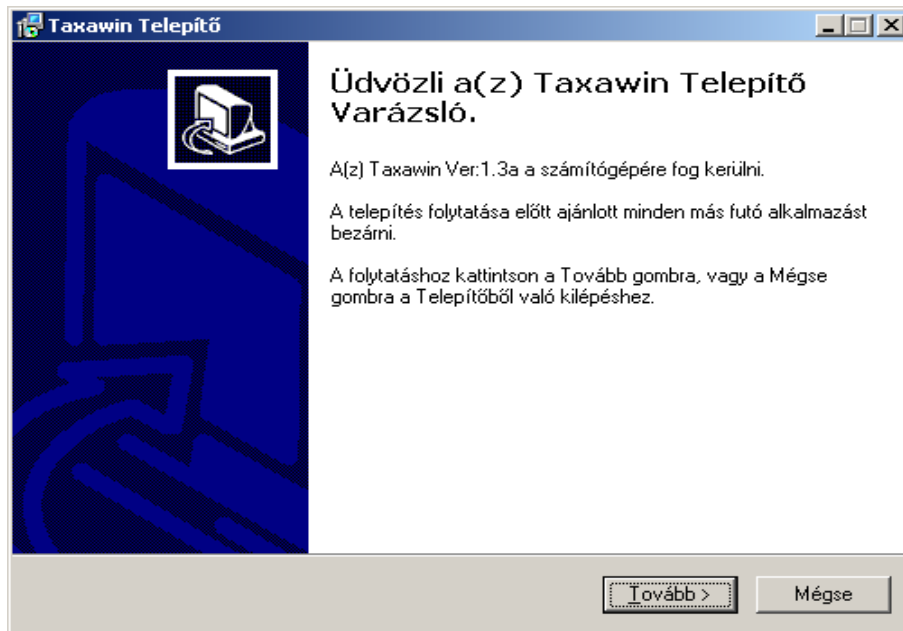 Taxawin Telepítő
Üdvözli a(z) Taxawin Telepítő
Varázsló.
A(z) Taxawin Ver:1.3a a számítógépére fog kerülni.
A telepítés folytatása előtt ajánlott minden más futó alkalmazást
bezárni.
A folytatáshoz kattintson a Tovább gombra, vagy a Mégse
gombra a Telepítőből való kilépéshez.
Tovább >
Mégse